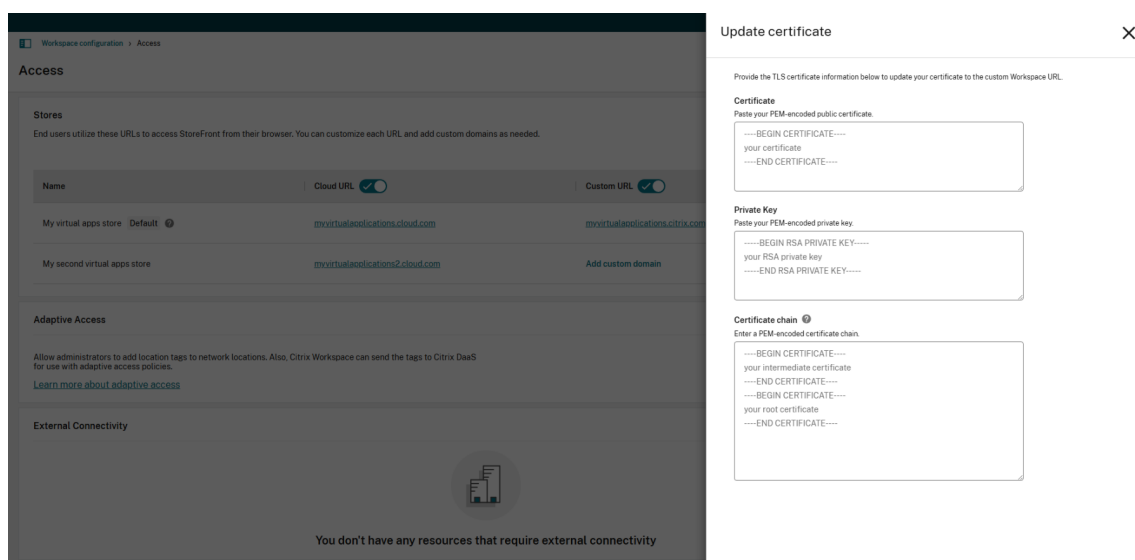 Workspace configuration › Access
Access
Stores
End users utilize these URLs to access StoreFront from their browser. You can customize each URL and add custom domains as needed.
Name
Cloud URL
Custom URL
My virtual apps store Default
myvirtualapplications.cloud.com
myvirtualapplications.citrix.com
My second virtual apps store
myvirtualapplications2.cloud.com
Add custom domain
Adaptive Access
Allow administrators to add location tags to network locations. Also, Citrix Workspace can send the tags to Citrix DaaS
for use with adaptive access policies.
Learn more about adaptive access
External Connectivity
You don't have any resources that require external connectivity
Update certificate
Provide the TLS certificate information below to update your certificate to the custom Workspace URL.
Certificate
Paste your PEM-encoded public certificate.
----BEGIN CERTIFICATE----
your certificate
----END CERTIFICATE----
Private Key
Paste your PEM-encoded private key.
-----BEGIN RSA PRIVATE KEY-----
your RSA private key
-----END RSA PRIVATE KEY-----
Certificate chain
Enter a PEM-encoded certificate chain.
----BEGIN CERTIFICATE----
your intermediate certificate
----END CERTIFICATE----
----BEGIN CERTIFICATE----
your root certificate
----END CERTIFICATE----